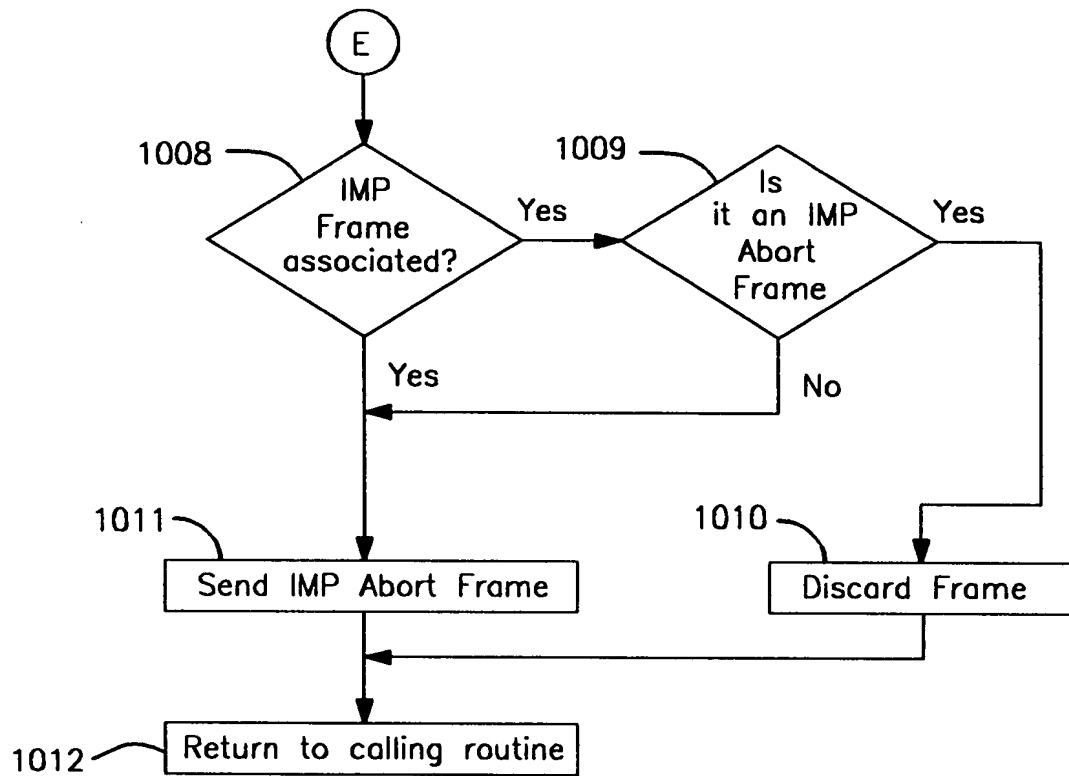 E
1008
IMP
Frame
associated?
Yes
1009
Is
it an IMP
Abort
Frame
Yes
Yes
No
1011
Send IMP Abort Frame
1010
Discard Frame
1012
Return to calling routine